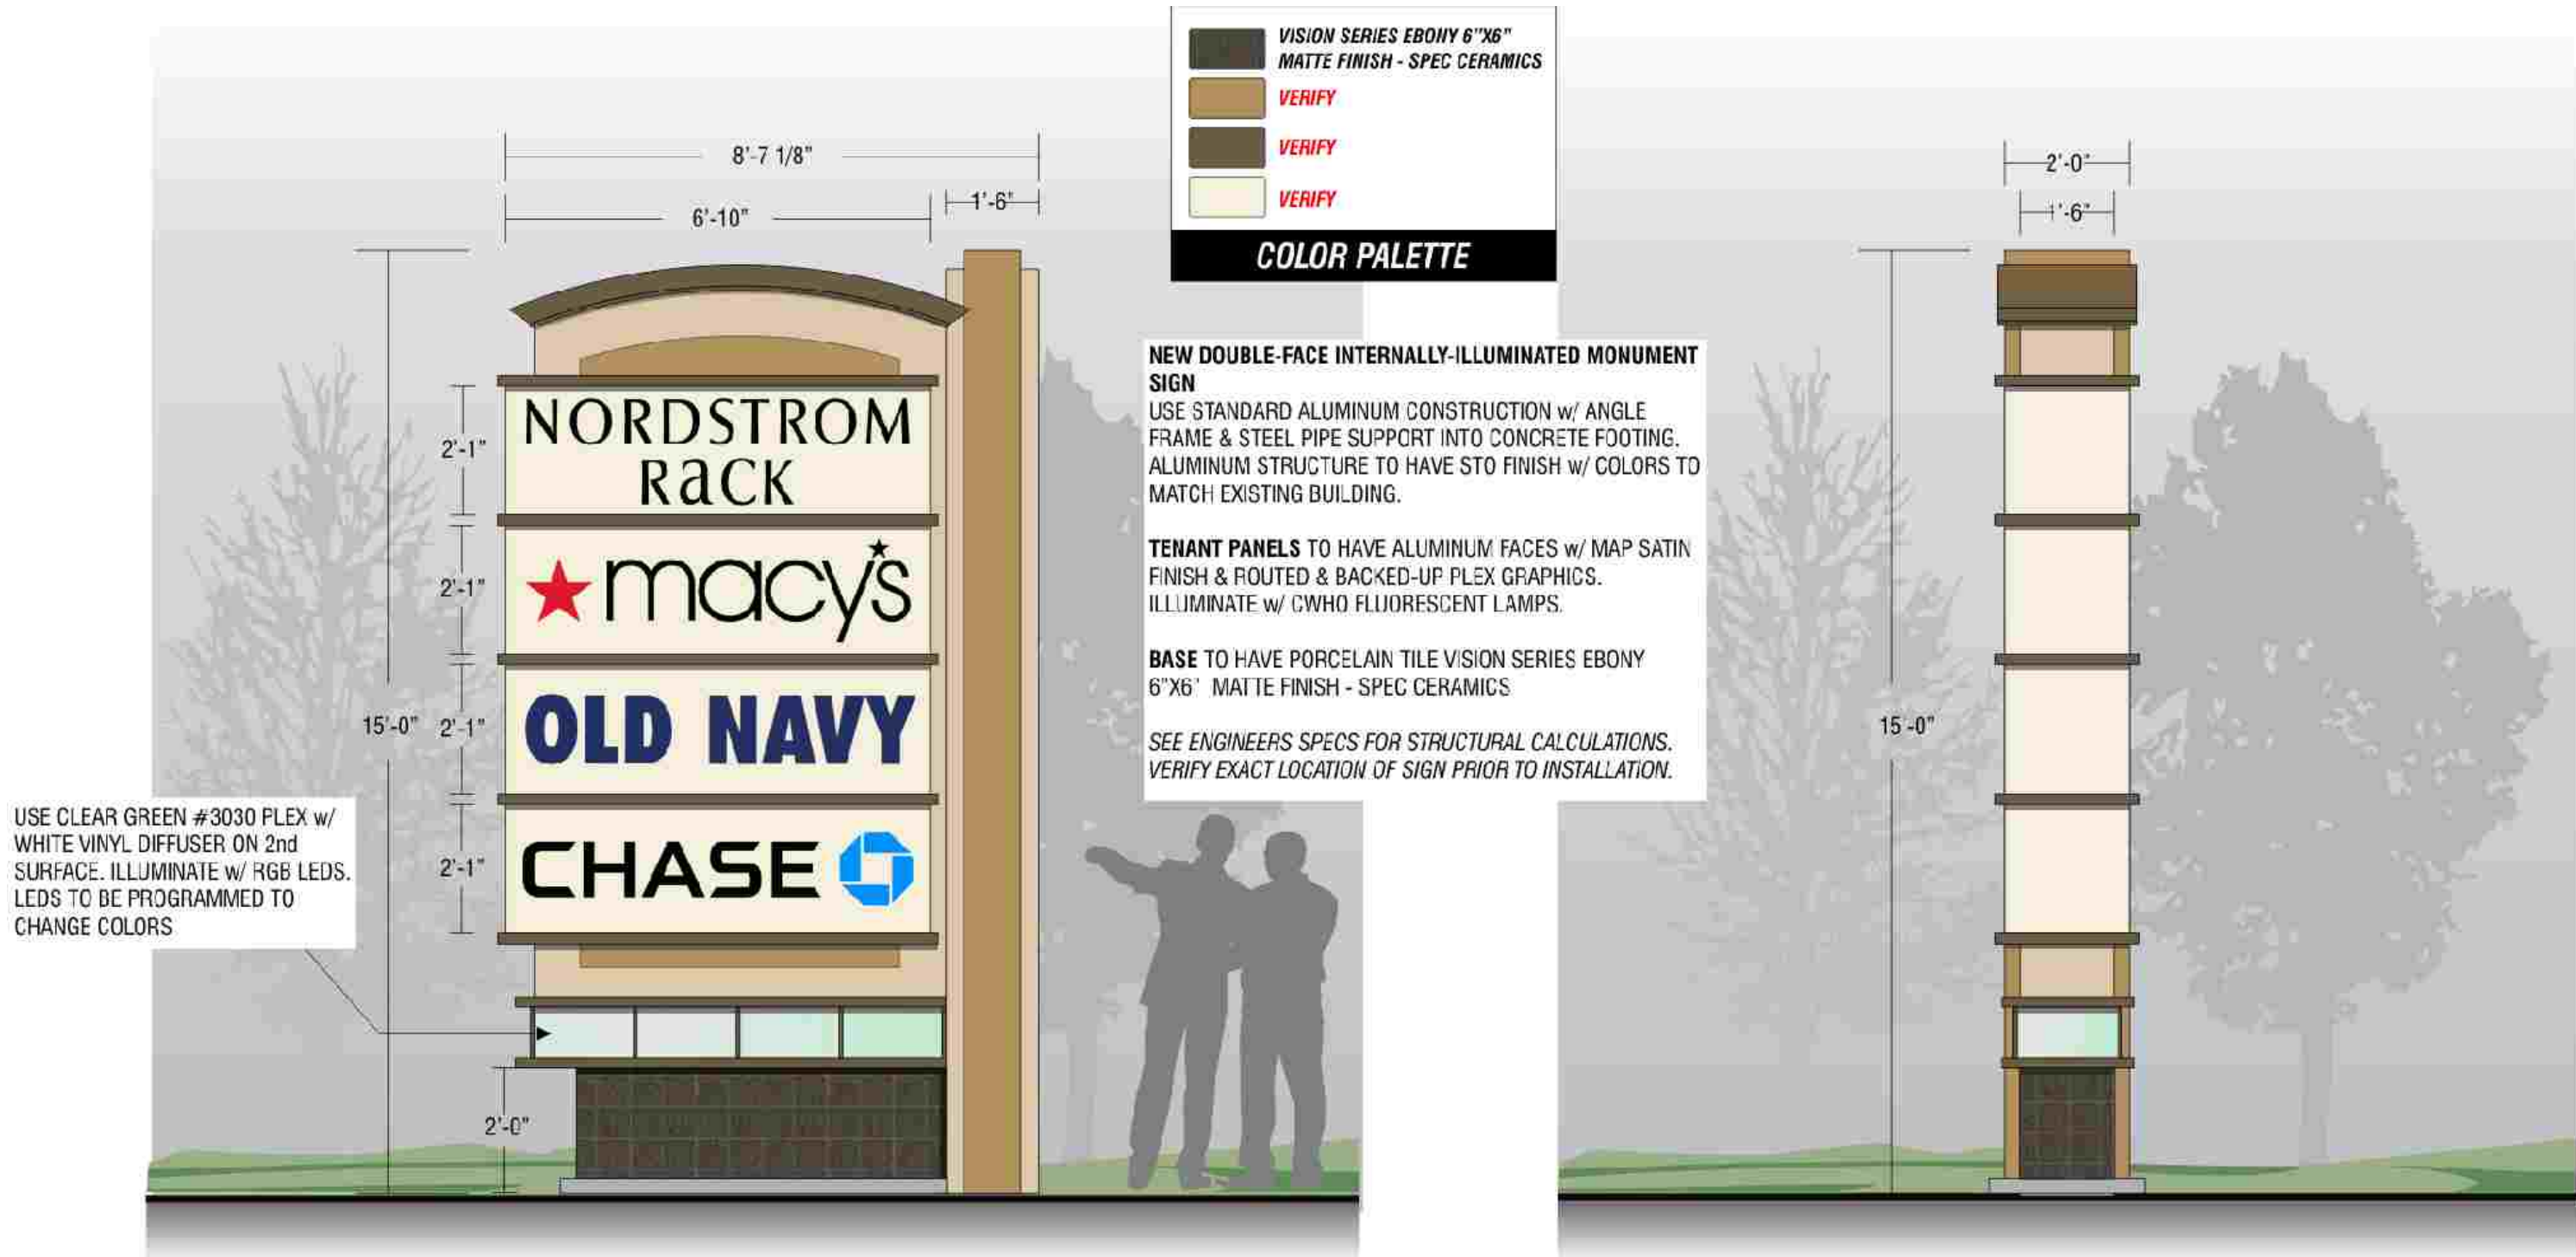 VISION SERIES EBONY 6"X6"
MATTE FINISH - SPEC CERAMICS
VERIFY
VERIFY
VERIFY
COLOR PALETTE
8'-7 1/8"
6'-10"
1'-6"
2'-1"
2'-1"
2'-1"
2'-1"
15'-0"
2'-0"
NORDSTROM
RaCK
macy's
OLD NAVY
CHASE
USE CLEAR GREEN #3030 PLEX w/
WHITE VINYL DIFFUSER ON 2nd
SURFACE. ILLUMINATE w/ RGB LEDS.
LEDS TO BE PROGRAMMED TO
CHANGE COLORS
NEW DOUBLE-FACE INTERNALLY-ILLUMINATED MONUMENT
SIGN
USE STANDARD ALUMINUM CONSTRUCTION w/ ANGLE
FRAME & STEEL PIPE SUPPORT INTO CONCRETE FOOTING.
ALUMINUM STRUCTURE TO HAVE STO FINISH w/ COLORS TO
MATCH EXISTING BUILDING.
TENANT PANELS TO HAVE ALUMINUM FACES w/ MAP SATIN
FINISH & ROUTED & BACKED-UP PLEX GRAPHICS.
ILLUMINATE w/ CWHO FLUORESCENT LAMPS.
BASE TO HAVE PORCELAIN TILE VISION SERIES EBONY
6"X6" MATTE FINISH - SPEC CERAMICS
SEE ENGINEERS SPECS FOR STRUCTURAL CALCULATIONS.
VERIFY EXACT LOCATION OF SIGN PRIOR TO INSTALLATION.
2'-0"
1'-6"
15'-0"